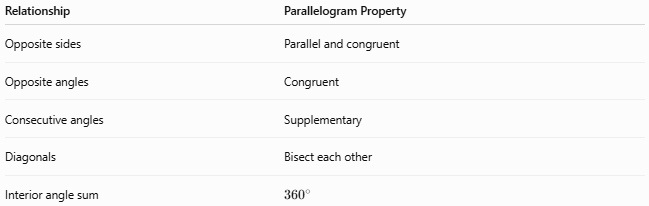 Relationship Parallelogram Property
Opposite sides Parallel and congruent
Opposite angles Congruent
Consecutive angles Supplementary
Diagonals Bisect each other
Interior angle sum 360°